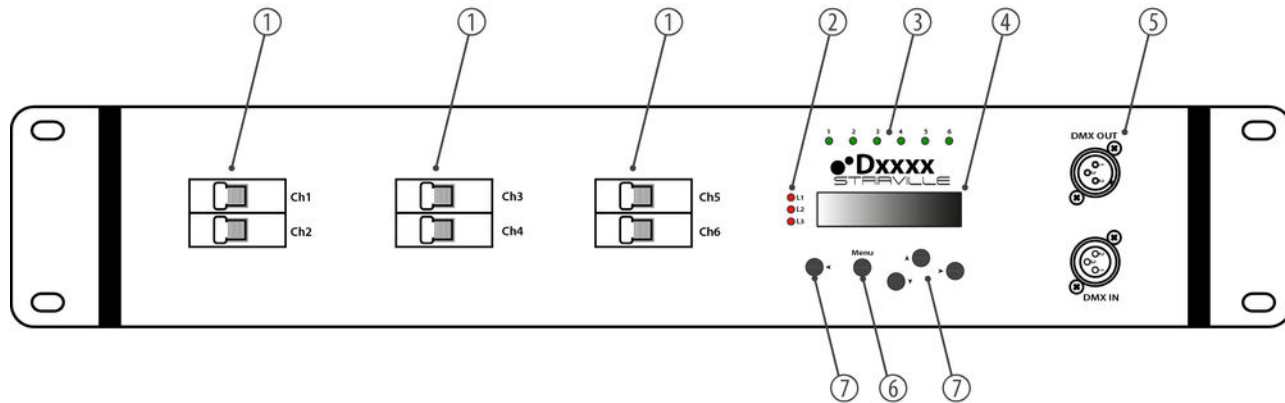 ① ① ① ② ③ ④ ⑤
1 2 3 4 5 6
DMX OUT
Dxxxx
STAIRVILLE
Ch1
Ch2
Ch3
Ch4
Ch5
Ch6
L1
L2
L3
Menu
DMX IN
⑦ ⑥ ⑦